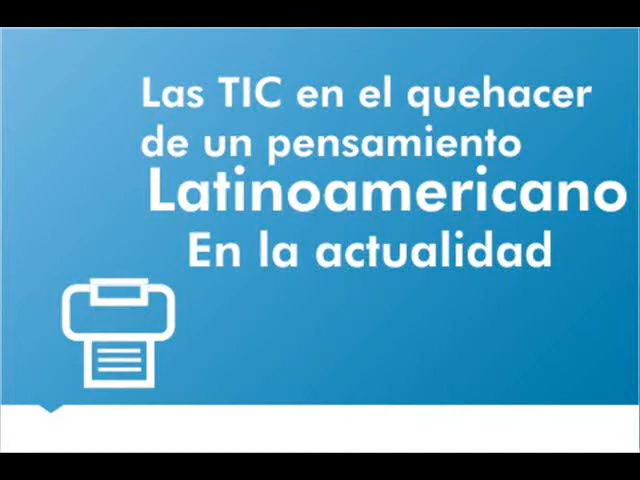 Las TIC en el quehacer
de un pensamiento
Latinoamericano
En la actualidad